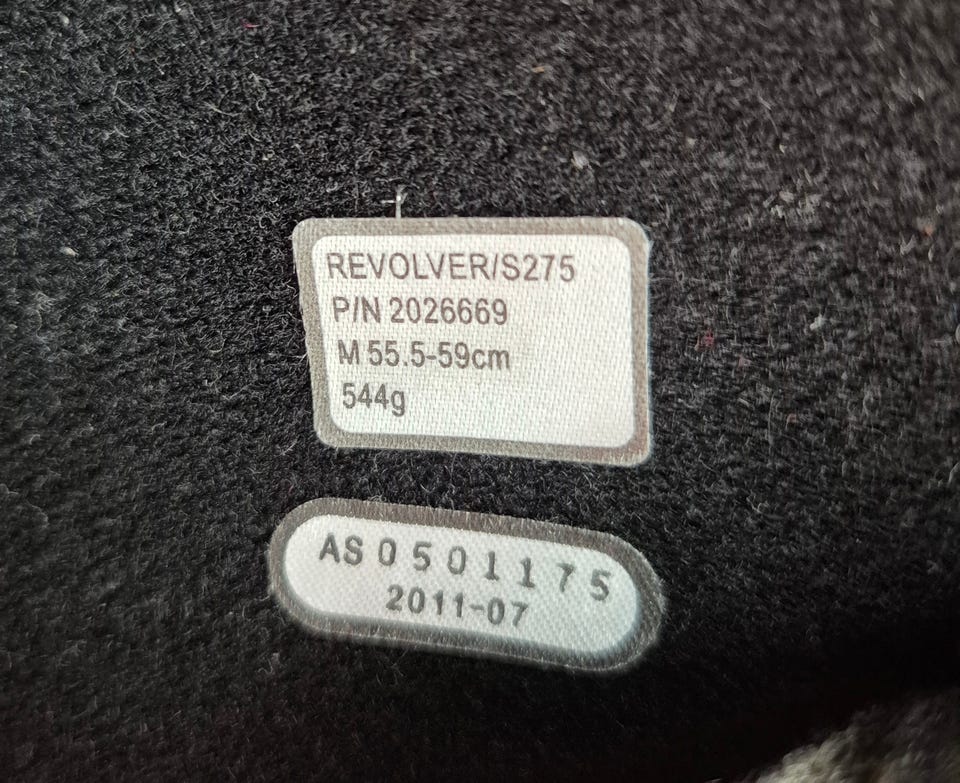 REVOLVER/S275
P/N 2026669
M 55.5-59cm
544g
AS 0501175
2011-07